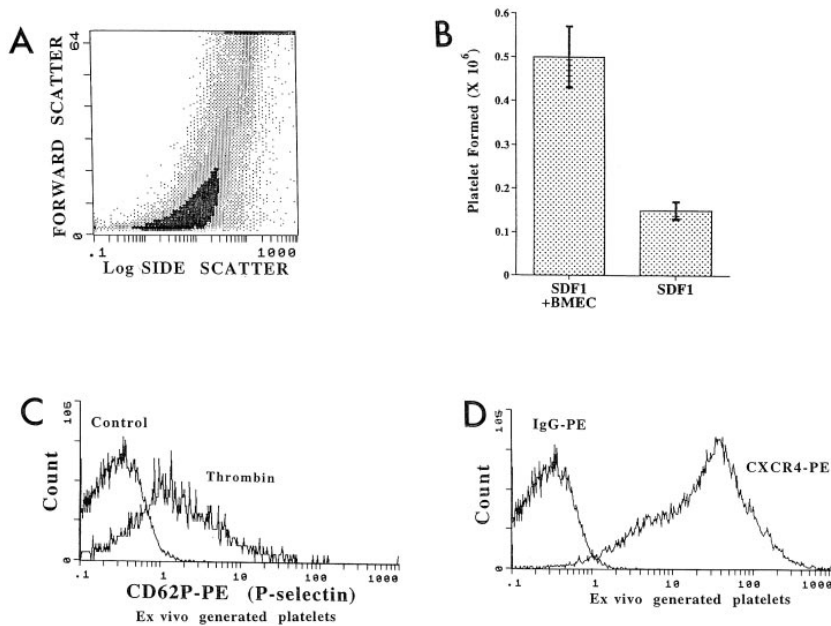 A
FORWARD SCATTER
64
0
.1
1000
Log SIDE SCATTER
B
Platelet Formed (X 10⁶)
0.6
0.5
0.4
0.3
0.2
0.1
0
SDF1
+BMEC
SDF1
C
Count
105
0
Control
Thrombin
.1 1 10 100 1000
CD62P-PE (P-selectin)
Ex vivo generated platelets
D
Count
105
0
IgG-PE
CXCR4-PE
.1 1 10 100 1000
Ex vivo generated platelets